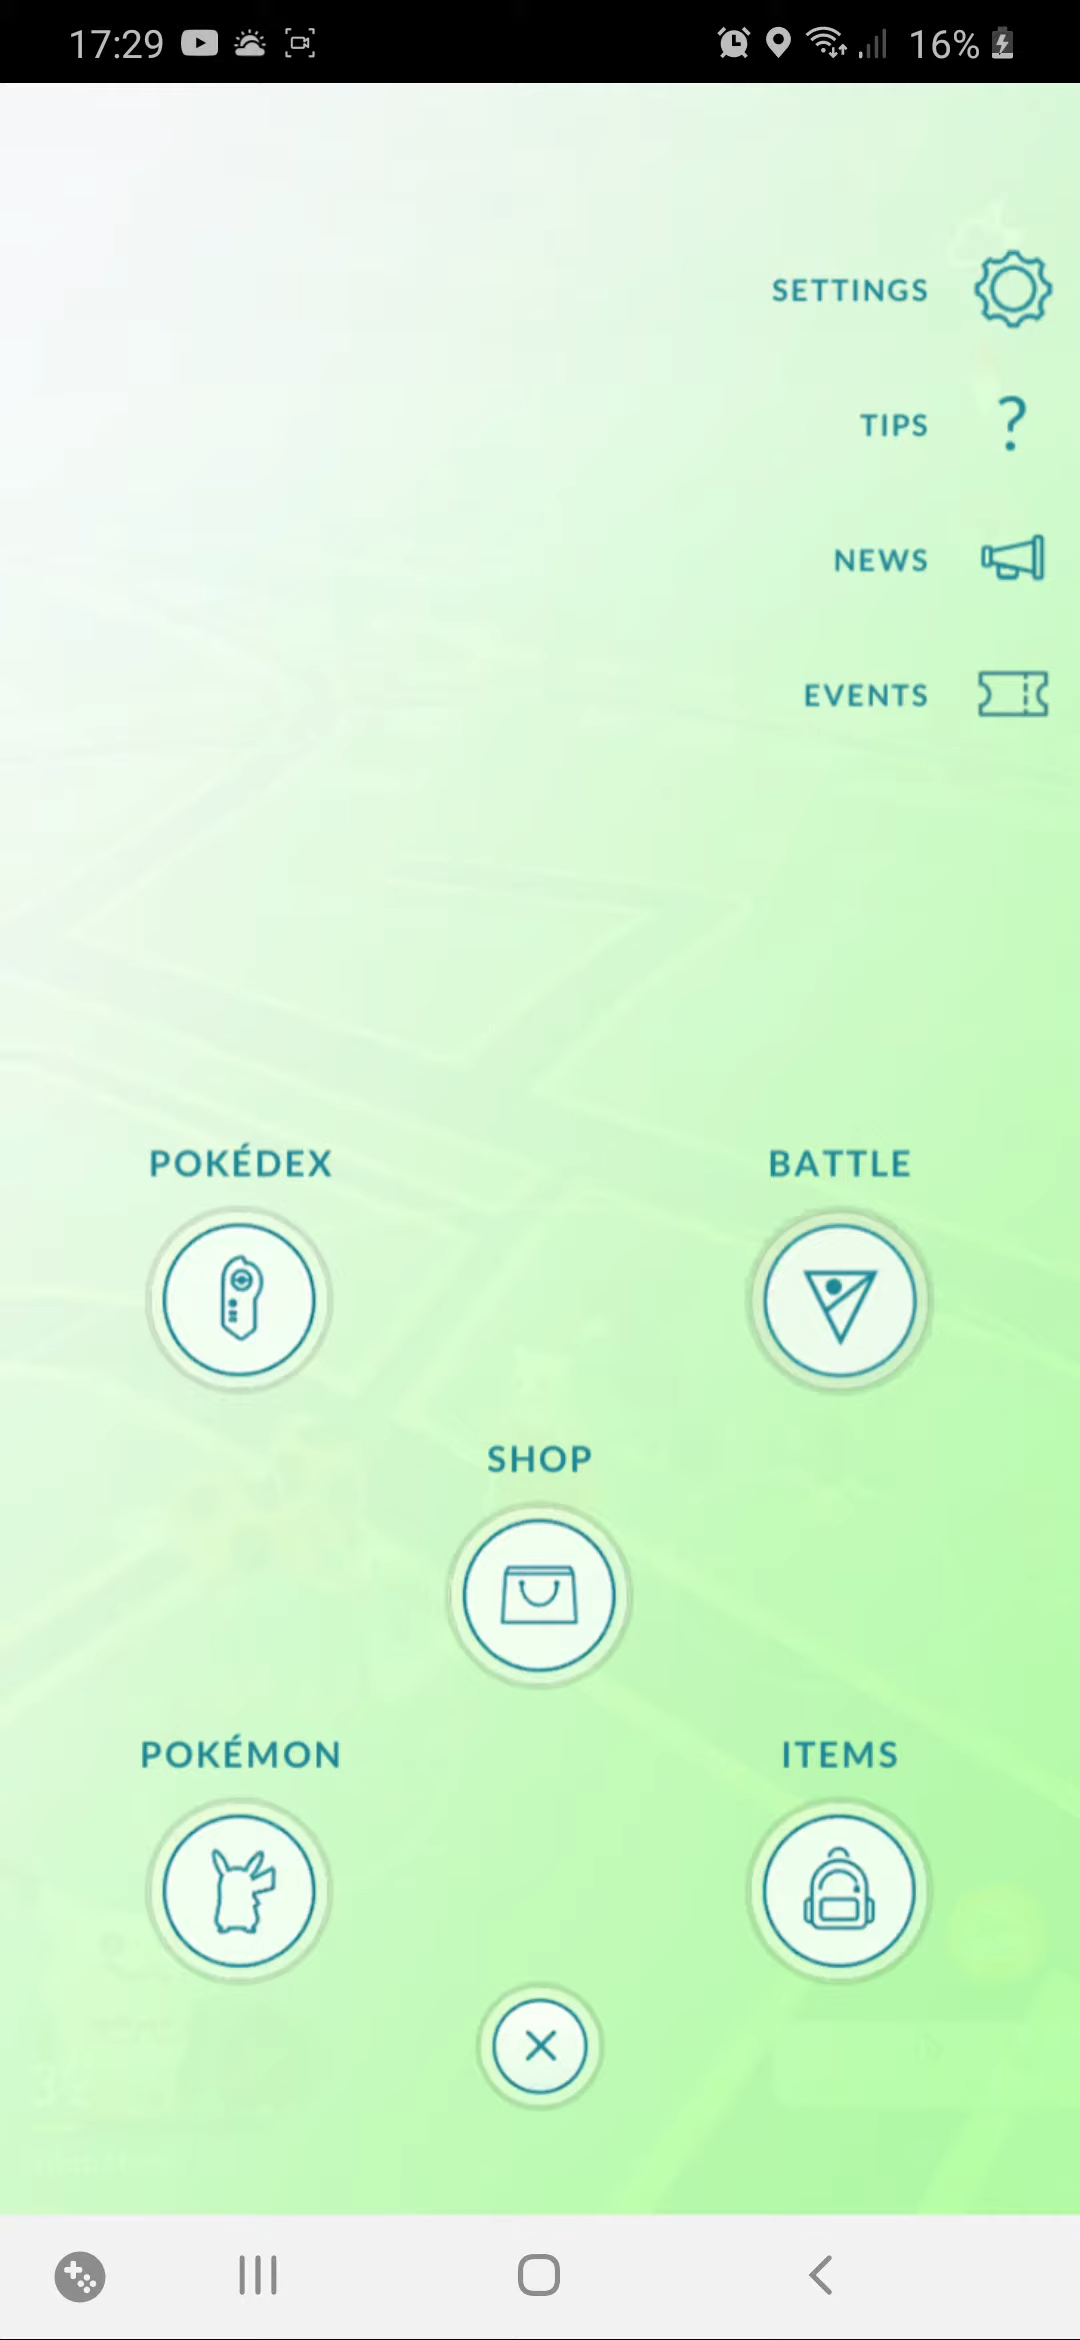 17:29 16%
SETTINGS
TIPS
?
NEWS
EVENTS
POKÉDEX
BATTLE
SHOP
POKÉMON
ITEMS